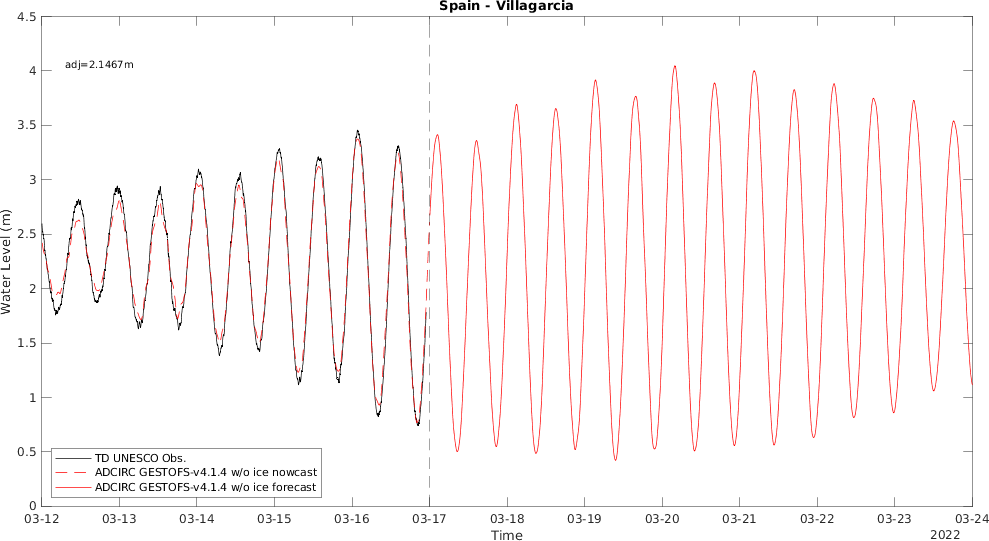 Spain - Villagarcia
adj=2.1467m
Water Level (m)
4.5
4
3.5
3
2.5
2
1.5
1
0.5
0
TD UNESCO Obs.
ADCIRC GESTOFS-v4.1.4 w/o ice nowcast
ADCIRC GESTOFS-v4.1.4 w/o ice forecast
03-12 03-13 03-14 03-15 03-16 03-17 03-18 03-19 03-20 03-21 03-22 03-23 03-24
Time
2022